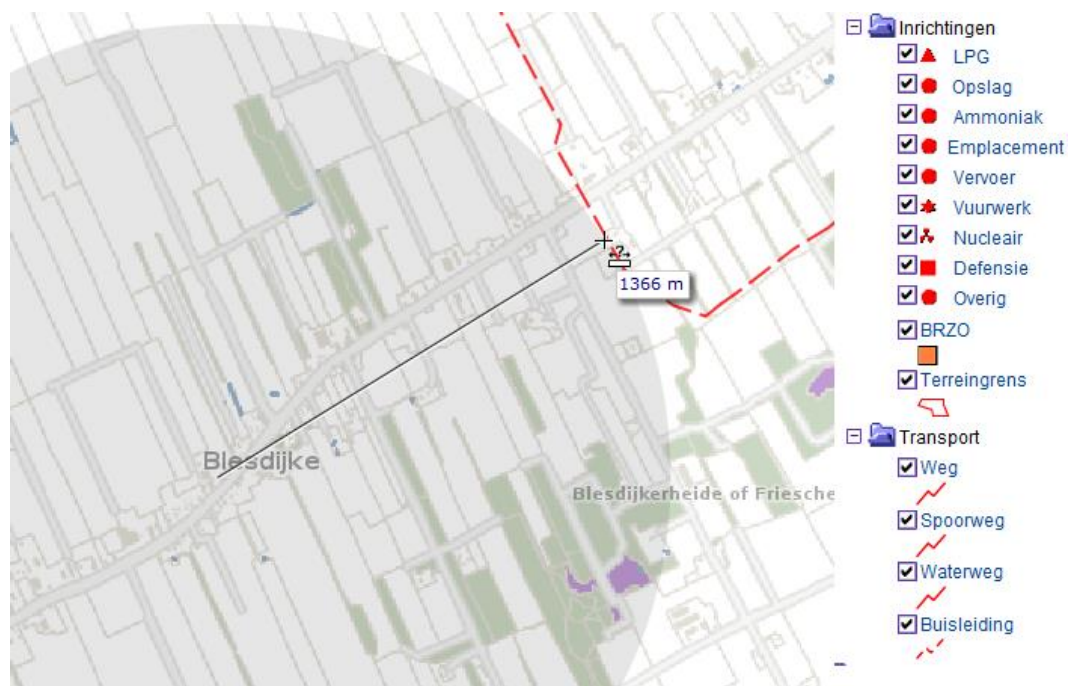 Blesdijke
Blesdijkerheide of Friesche
?
1366 m
Inrichtingen
LPG
Opslag
Ammoniak
Emplacement
Vervoer
Vuurwerk
Nucleair
Defensie
Overig
BRZO
Terreingrens
Transport
Weg
Spoorweg
Waterweg
Buisleiding